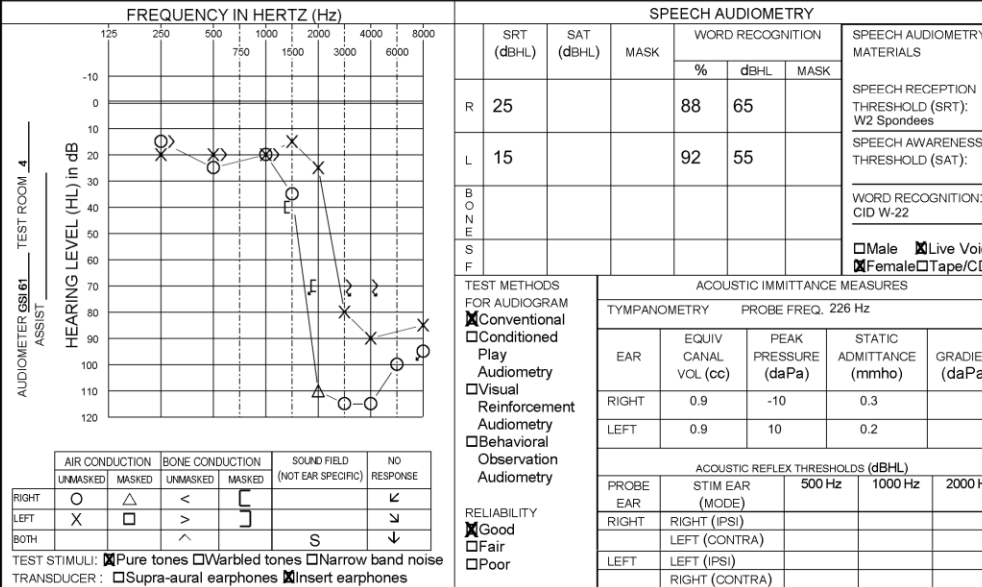 FREQUENCY IN HERTZ (Hz)
125 250 500 1000 2000 4000 8000
750 1500 3000 6000
-10
0
10
20
30
40
50
60
70
80
90
100
110
120
HEARING LEVEL (HL) in dB
AUDIOMETER GSI 61 TEST ROOM 4
ASSIST
AIR CONDUCTION BONE CONDUCTION SOUND FIELD NO
UNMASKED MASKED UNMASKED MASKED (NOT EAR SPECIFIC) RESPONSE
RIGHT O △ < [ ↙
LEFT X □ > ] ↘
BOTH ^ S ↓
TEST STIMULI: ☒Pure tones ☐Warbled tones ☐Narrow band noise
TRANSDUCER : ☐Supra-aural earphones ☒Insert earphones
SPEECH AUDIOMETRY
SRT SAT MASK WORD RECOGNITION
(dBHL) (dBHL) % dBHL MASK
R 25 88 65
L 15 92 55
BONE
SF
SPEECH AUDIOMETRY
MATERIALS
SPEECH RECEPTION
THRESHOLD (SRT):
W2 Spondees
SPEECH AWARENESS
THRESHOLD (SAT):
WORD RECOGNITION:
CID W-22
☐Male ☒Live
☒Female ☐Tape/CD
TEST METHODS
FOR AUDIOGRAM
☒Conventional
☐Conditioned
Play
Audiometry
☐Visual
Reinforcement
Audiometry
☐Behavioral
Observation
Audiometry
RELIABILITY
☒Good
☐Fair
☐Poor
ACOUSTIC IMMITTANCE MEASURES
TYMPANOMETRY PROBE FREQ. 226 Hz
EAR EQUIV PEAK STATIC
CANAL PRESSURE ADMITTANCE
VOL (cc) (daPa) (mmho) (daPa
RIGHT 0.9 -10 0.3
LEFT 0.9 10 0.2
ACOUSTIC REFLEX THRESHOLDS (dBHL)
PROBE STIM EAR 500 Hz 1000 Hz 2000
EAR (MODE)
RIGHT RIGHT (IPSI)
LEFT (CONTRA)
LEFT LEFT (IPSI)
RIGHT (CONTRA)